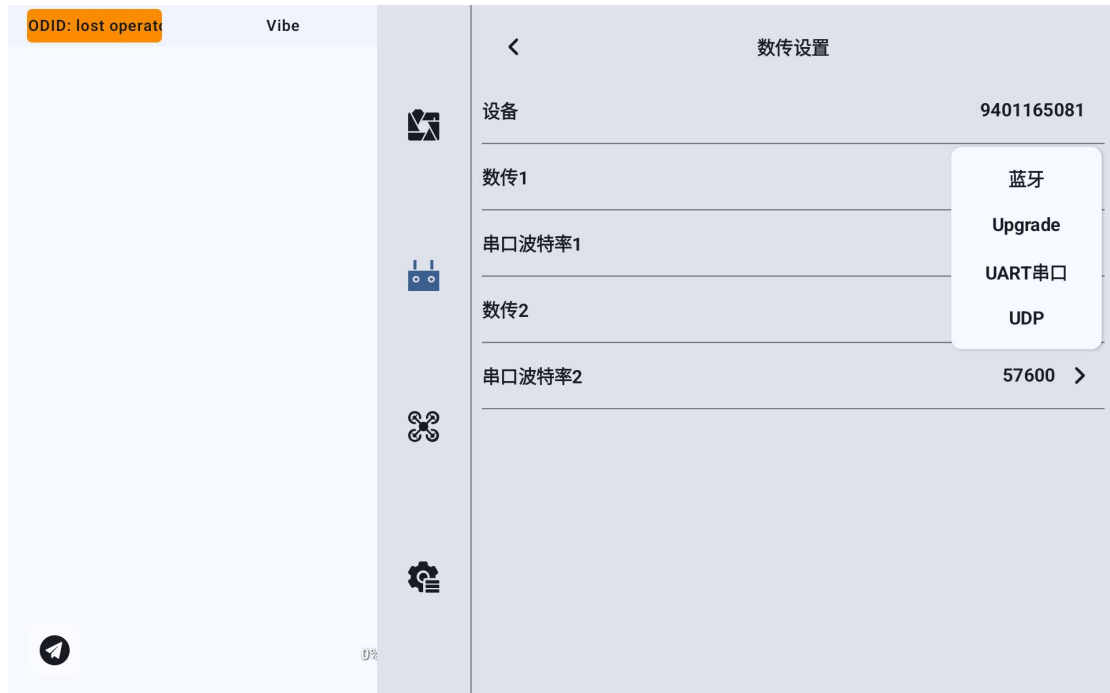 ODID: lost operat
Vibe
数传设置
设备
9401165081
数传1
蓝牙
Upgrade
串口波特率1
UART串口
数传2
UDP
串口波特率2
57600
0%